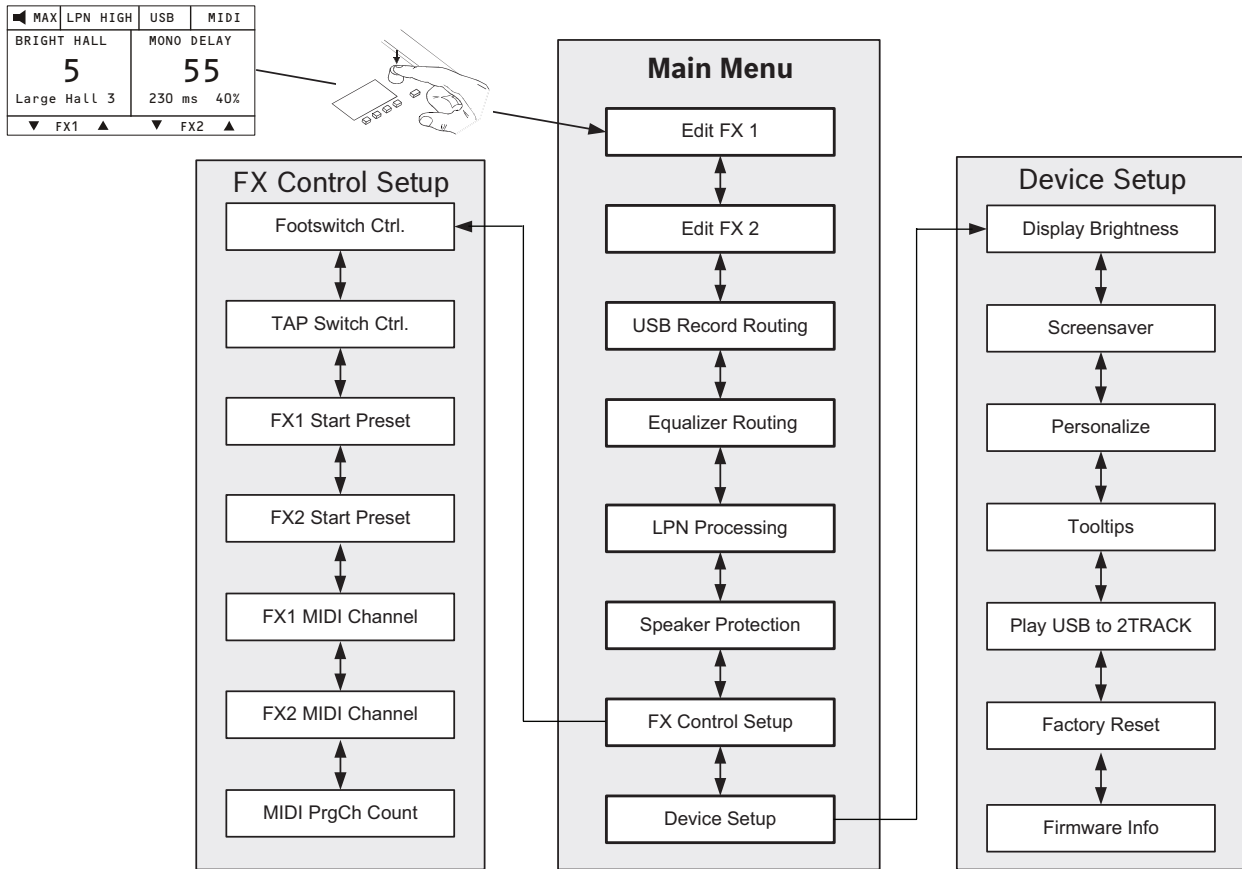 MAX LPN HIGH USB MIDI
BRIGHT HALL MONO DELAY
5 55
Large Hall 3 230 ms 40%
▼ FX1 ▲ ▼ FX2 ▲
Main Menu
Edit FX 1
Edit FX 2
USB Record Routing
Equalizer Routing
LPN Processing
Speaker Protection
FX Control Setup
Device Setup
FX Control Setup
Footswitch Ctrl.
TAP Switch Ctrl.
FX1 Start Preset
FX2 Start Preset
FX1 MIDI Channel
FX2 MIDI Channel
MIDI PrgCh Count
Device Setup
Display Brightness
Screensaver
Personalize
Tooltips
Play USB to 2TRACK
Factory Reset
Firmware Info